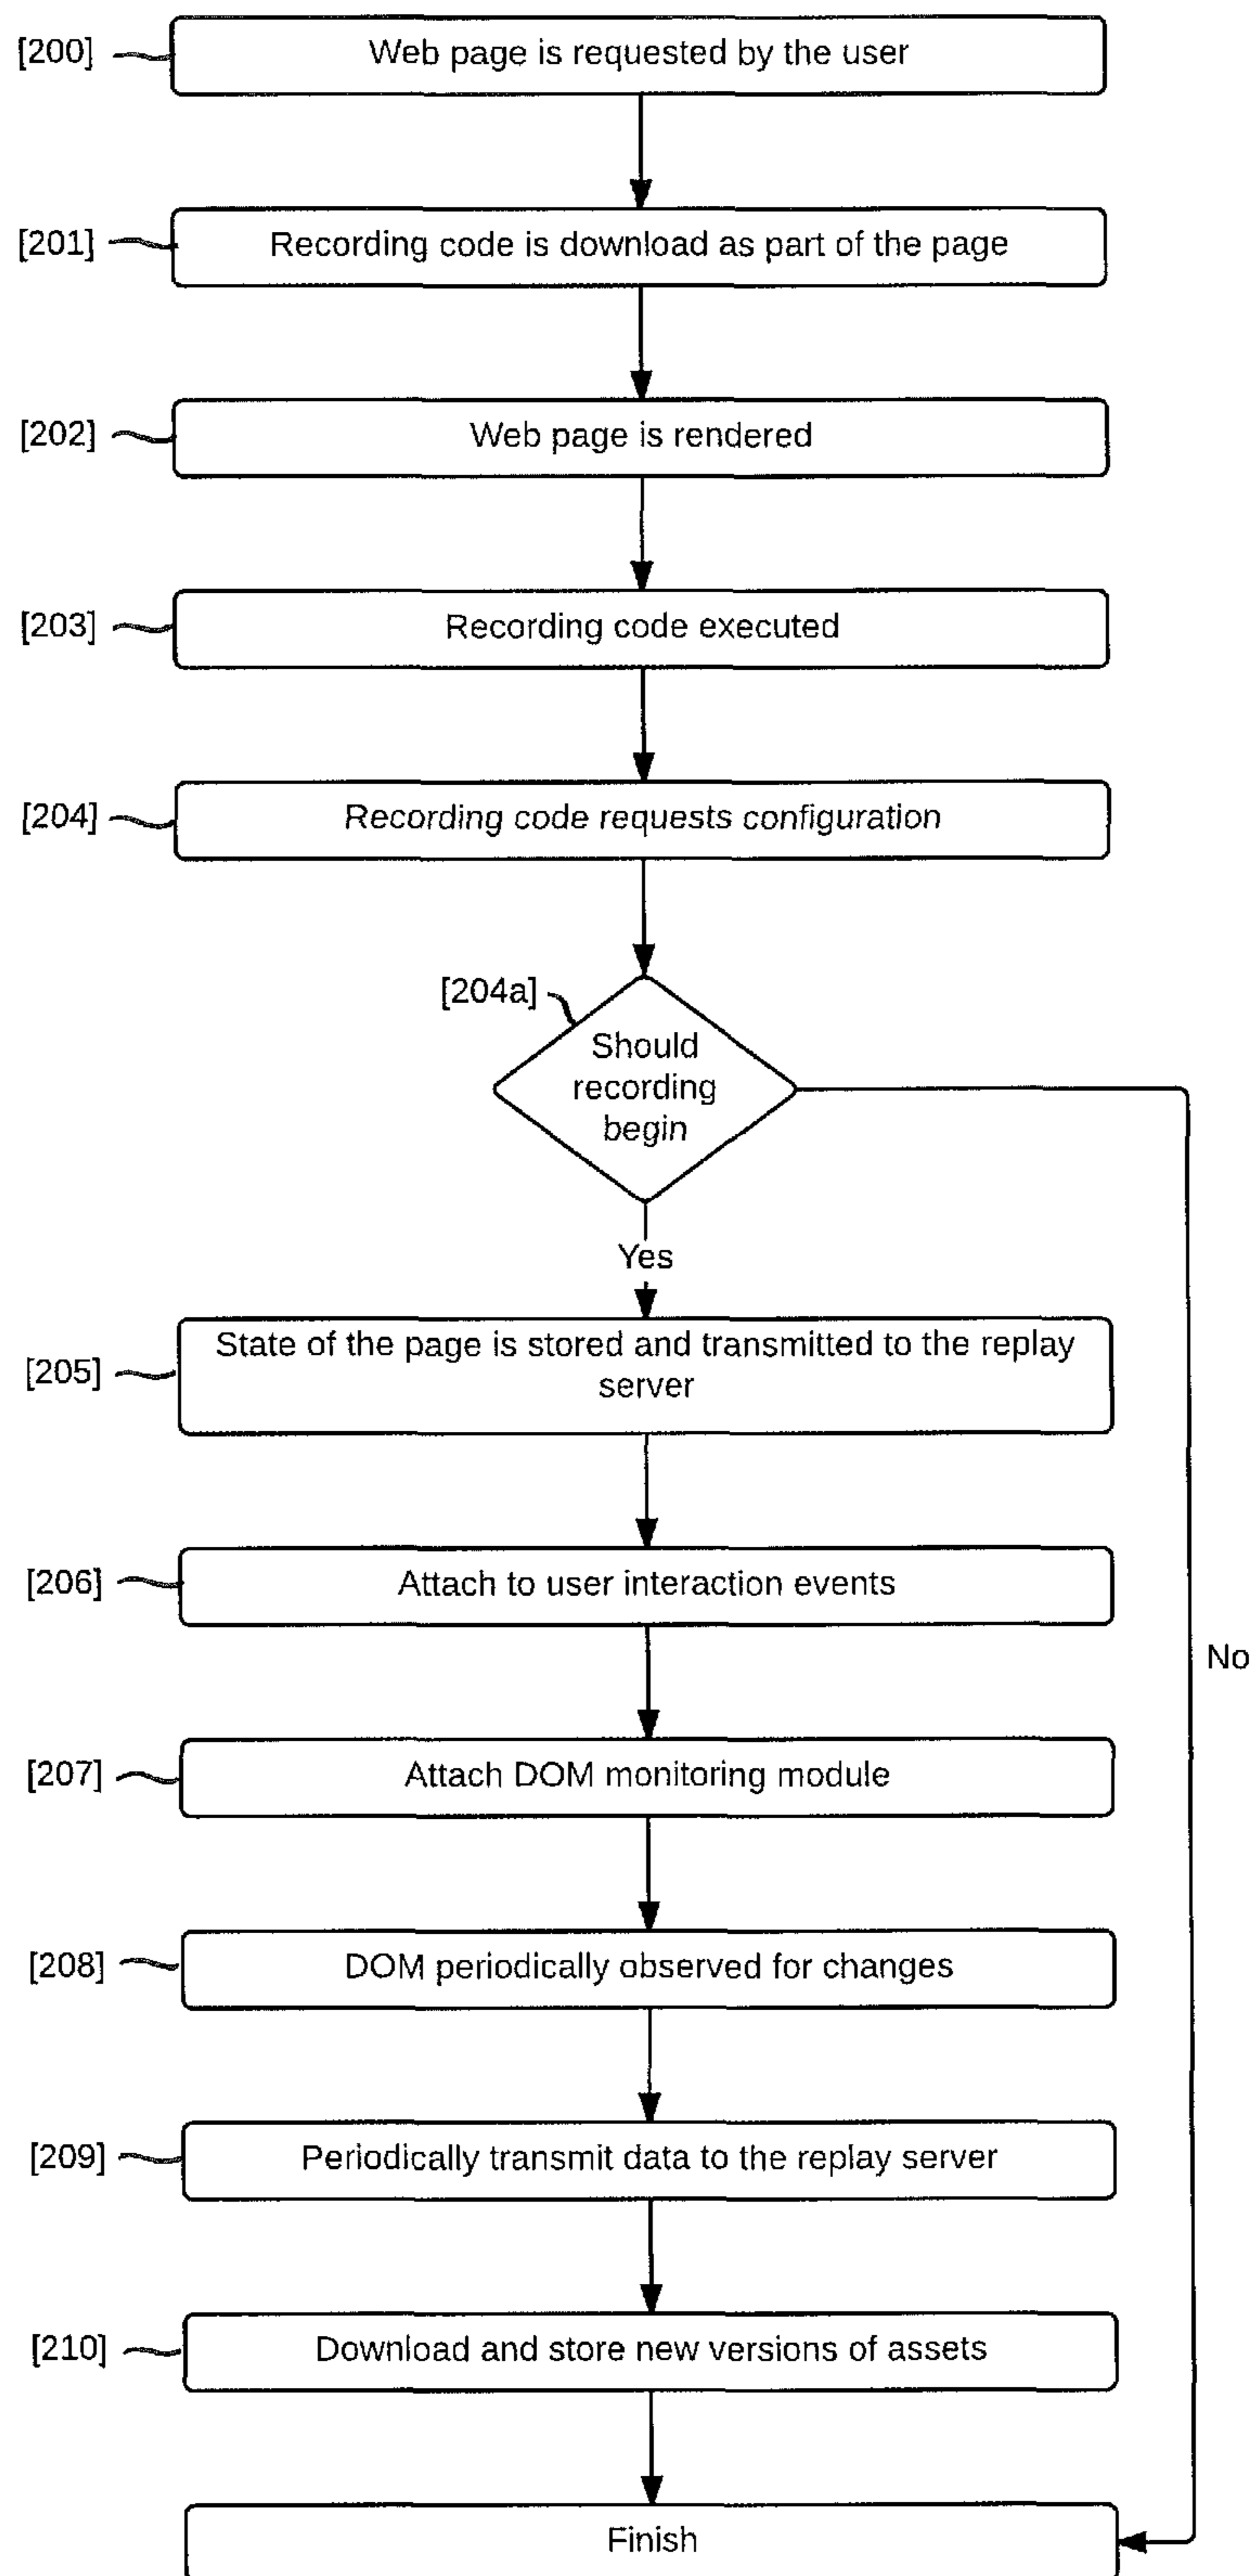 [200]
Web page is requested by the user
[201]
Recording code is download as part of the page
[202]
Web page is rendered
[203]
Recording code executed
[204]
Recording code requests configuration
[204a]
Should
recording
begin
Yes
[205]
State of the page is stored and transmitted to the replay
server
[206]
Attach to user interaction events
No
[207]
Attach DOM monitoring module
[208]
DOM periodically observed for changes
[209]
Periodically transmit data to the replay server
[210]
Download and store new versions of assets
Finish